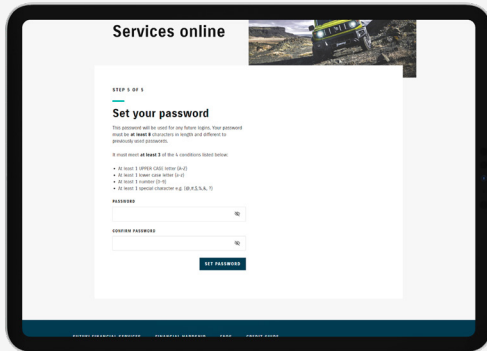 Services online
STEP 5 OF 5
Set your password
This password will be used for any future logins. Your password
must be at least 8 characters in length and different to
previously used passwords.
It must meet at least 3 of the 4 conditions listed below:
• At least 1 UPPER CASE letter (A-Z)
• At least 1 lower case letter (a-z)
• At least 1 number (0-9)
• At least 1 special character e.g.
PASSWORD
CONFIRM PASSWORD
SET PASSWORD
FINANCIAL SERVICES FINANCIAL HARDSHIP FAQS CREDIT GUIDE